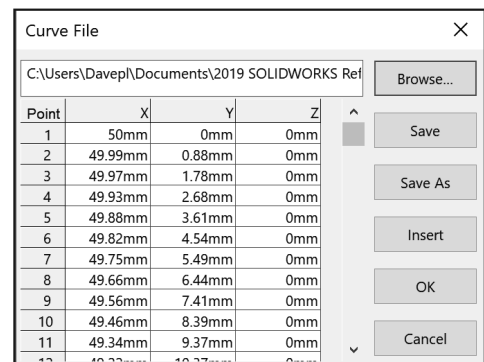 Curve File
C:\Users\Davepl\Documents\2019 SOLIDWORKS Ref
Browse...
Point X Y Z
1 50mm 0mm 0mm
2 49.99mm 0.88mm 0mm
3 49.97mm 1.78mm 0mm
4 49.93mm 2.68mm 0mm
5 49.88mm 3.61mm 0mm
6 49.82mm 4.54mm 0mm
7 49.75mm 5.49mm 0mm
8 49.66mm 6.44mm 0mm
9 49.56mm 7.41mm 0mm
10 49.46mm 8.39mm 0mm
11 49.34mm 9.37mm 0mm
Save
Save As
Insert
OK
Cancel